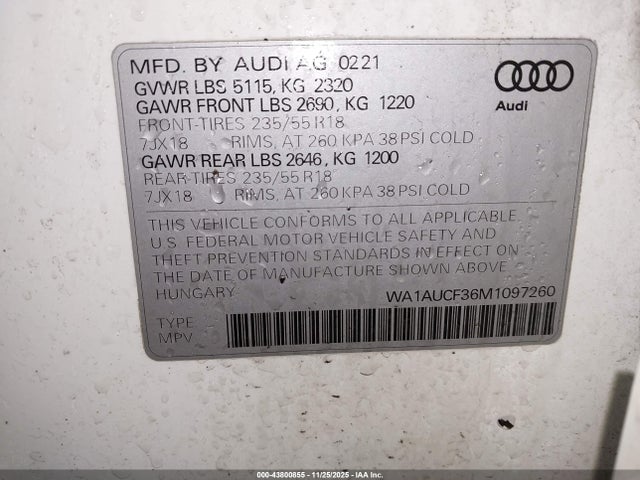 MFD. BY AUDI AG 0221
GVWR LBS 5115, KG 2320
GAWR FRONT LBS 2690, KG 1220
FRONT-TIRES 235/55 R18
7JX18 RIMS, AT 260 KPA 38 PSI COLD
GAWR REAR LBS 2646, KG 1200
REAR-TIRES 235/55 R18
7JX18 RIMS, AT 260 KPA 38 PSI COLD
Audi
THIS VEHICLE CONFORMS TO ALL APPLICABLE
U.S. FEDERAL MOTOR VEHICLE SAFETY AND
THEFT PREVENTION STANDARDS IN EFFECT ON
THE DATE OF MANUFACTURE SHOWN ABOVE
HUNGARY
WA1AUCF36M1097260
TYPE
MPV
000-43800855 - 11/25/2025 - IAAI.COM